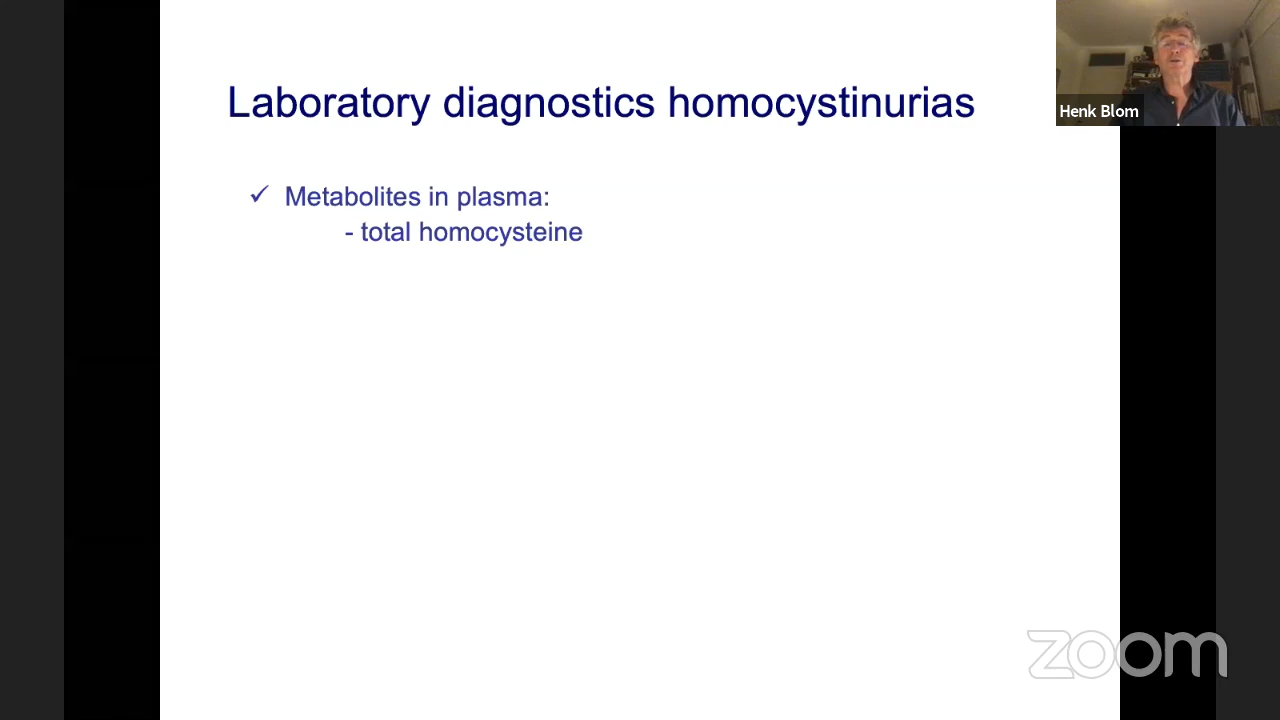 Laboratory diagnostics homocystinurias
Henk Blom
✓ Metabolites in plasma:
- total homocysteine
zoom